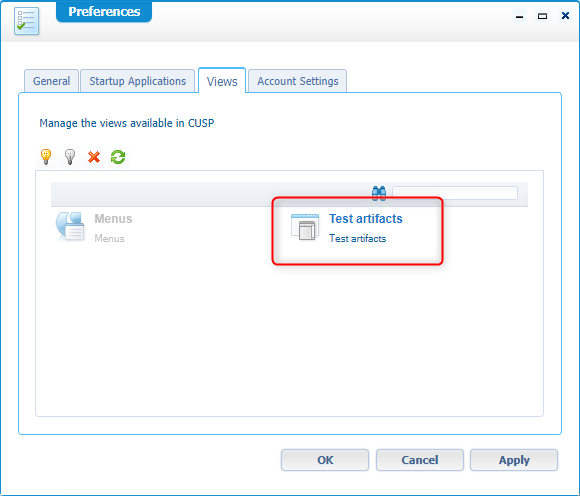 Preferences
General
Startup Applications
Views
Account Settings
Manage the views available in CUSP
Menus
Menus
Test artifacts
Test artifacts
OK
Cancel
Apply